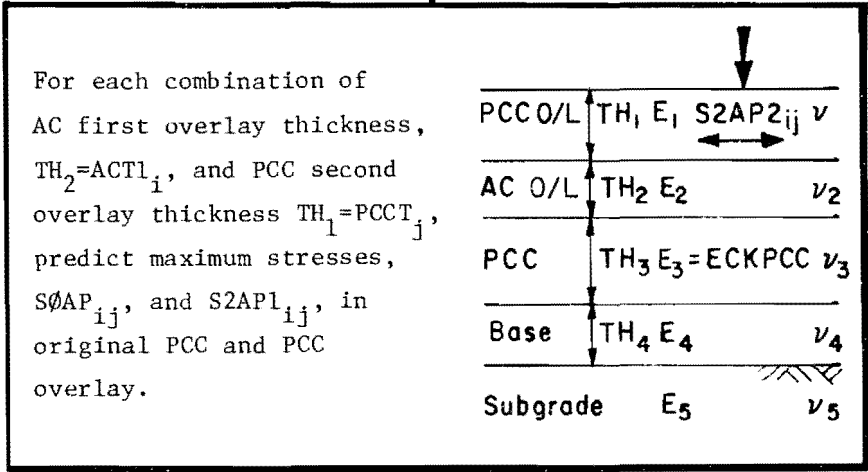 For each combination of
AC first overlay thickness,
TH₂=ACT1ᵢ, and PCC second
overlay thickness TH₁=PCCTⱼ,
predict maximum stresses,
SØAPᵢⱼ, and S2AP1ᵢⱼ, in
original PCC and PCC
overlay.
PCC O/L TH₁ E₁ S2AP2ᵢⱼ ν
AC O/L TH₂ E₂ ν₂
PCC TH₃ E₃ = ECKPCC ν₃
Base TH₄ E₄ ν₄
Subgrade E₅ ν₅